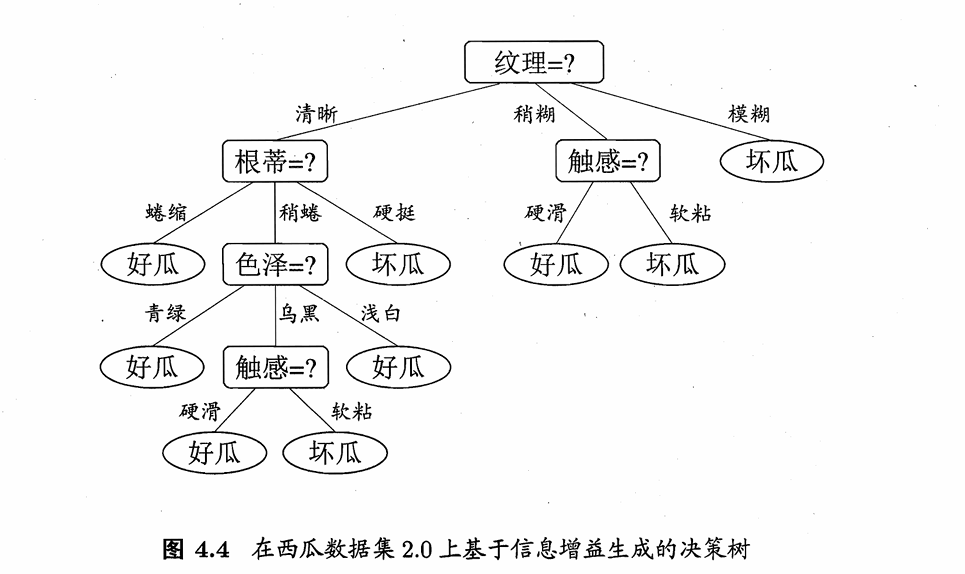 纹理=?
清晰 稍糊 模糊
根蒂=? 触感=? 坏瓜
蜷缩 稍蜷 硬挺 硬滑 软粘
好瓜 色泽=? 坏瓜 好瓜 坏瓜
青绿 乌黑 浅白
好瓜 触感=? 好瓜
硬滑 软粘
好瓜 坏瓜
图 4.4 在西瓜数据集 2.0 上基于信息增益生成的决策树